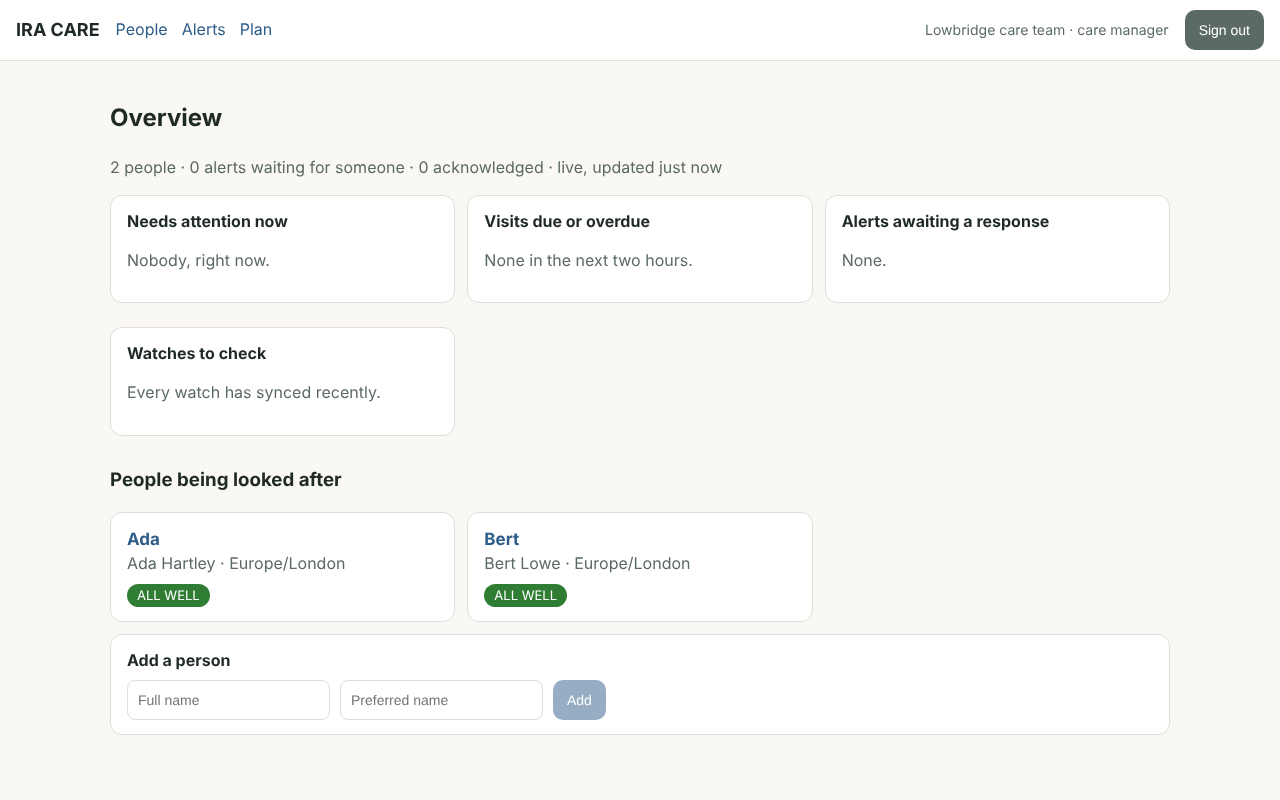 IRA CARE People Alerts Plan Lowbridge care team · care manager Sign out
Overview
2 people · 0 alerts waiting for someone · 0 acknowledged · live, updated just now
Needs attention now
Nobody, right now.
Visits due or overdue
None in the next two hours.
Alerts awaiting a response
None.
Watches to check
Every watch has synced recently.
People being looked after
Ada
Ada Hartley · Europe/London
ALL WELL
Bert
Bert Lowe · Europe/London
ALL WELL
Add a person
Full name Preferred name Add